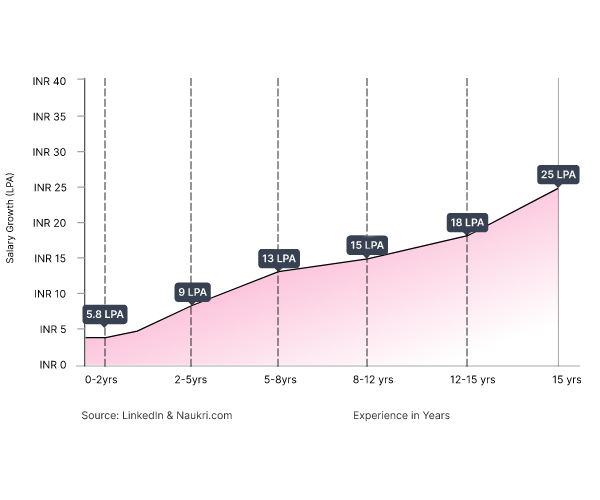 INR 40
INR 35
INR 30
INR 25
INR 20
INR 15
INR 10
INR 5
INR 0
Salary Growth (LPA)
5.8 LPA
9 LPA
13 LPA
15 LPA
18 LPA
25 LPA
0-2yrs
2-5yrs
5-8yrs
8-12 yrs
12-15 yrs
15 yrs
Source: LinkedIn & Naukri.com
Experience in Years